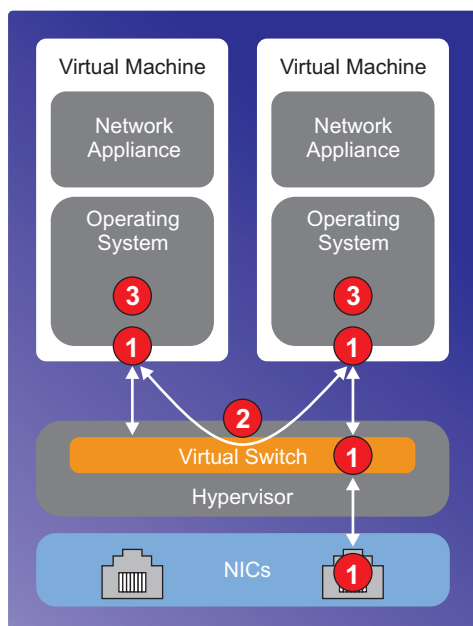 Virtual Machine
Virtual Machine
Network
Appliance
Network
Appliance
Operating
System
Operating
System
3
3
1
1
2
Virtual Switch
1
Hypervisor
NICs
1